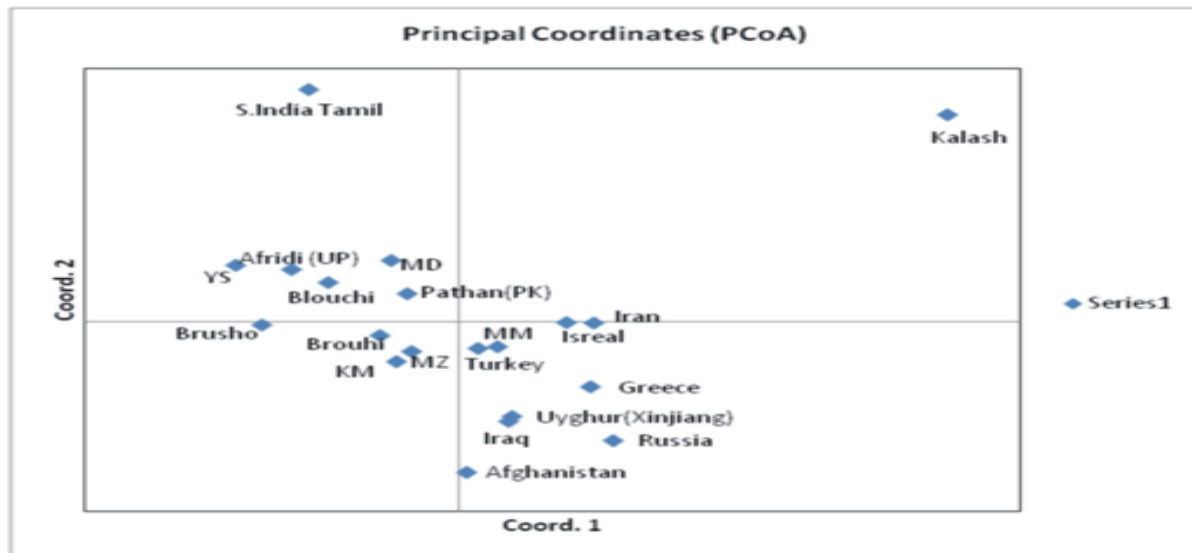 Principal Coordinates (PCoA)
S.India Tamil
Kalash
Afridi (UP)
MD
YS
Blouchi
Pathan(PK)
Coord. 2
Series1
Iran
Brusho
MM
Isreal
Brouhi
MZ
Turkey
KM
Greece
Uyghur(Xinjiang)
Iraq
Russia
Afghanistan
Coord. 1